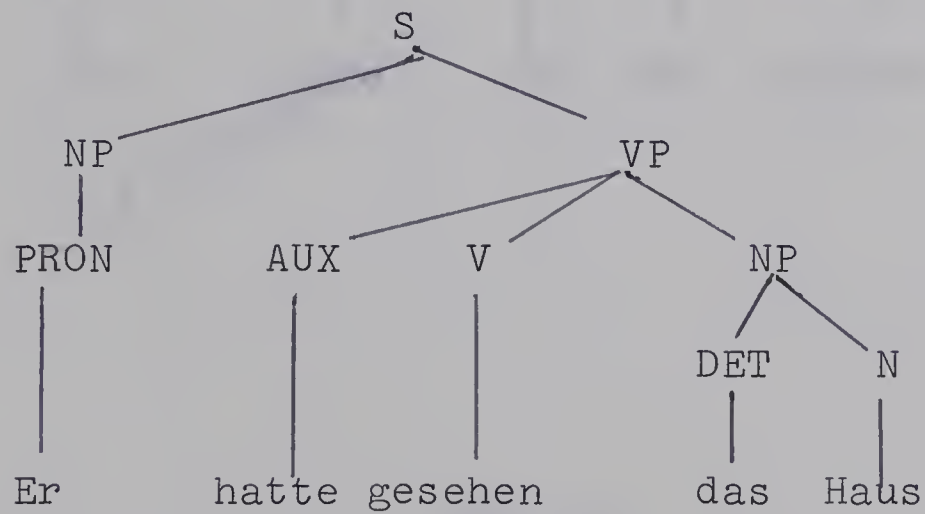 S
NP VP
PRON AUX V NP
DET N
Er hatte gesehen das Haus